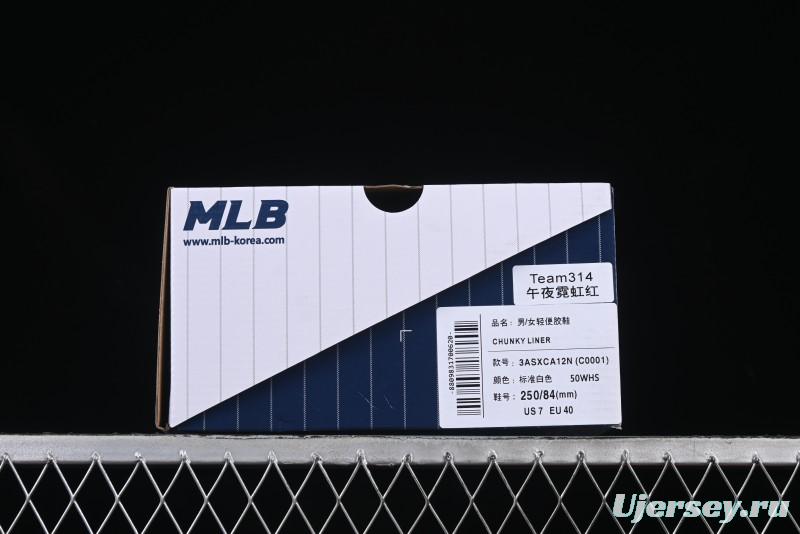 MLB
www.mlb-korea.com
Team314
午夜霓虹红
品名：男/女轻便胶鞋
CHUNKY LINER
款号：3ASXCA12N (C0001)
颜色：标准白色 50WHS
鞋号：250/84(mm)
US 7 EU 40
-8809831700620-
Ujersey.ru